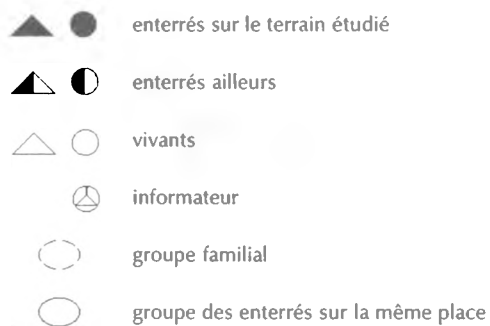 enterrés sur le terrain étudié
enterrés ailleurs
vivants
informateur
groupe familial
groupe des enterrés sur la même place